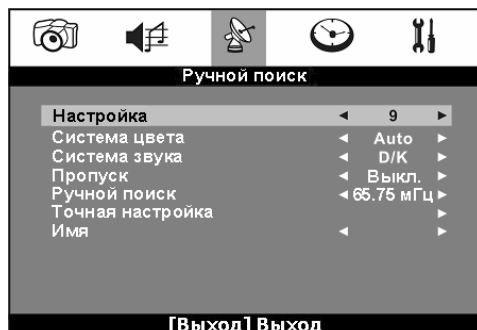 Ручной поиск
Настройка ◄ 9 ►
Система цвета ◄ Auto ►
Система звука ◄ D/K ►
Пропуск ◄ Выкл. ►
Ручной поиск ◄ 65.75 мГц ►
Точная настройка ►
Имя ◄ ►
[Выход] Выход